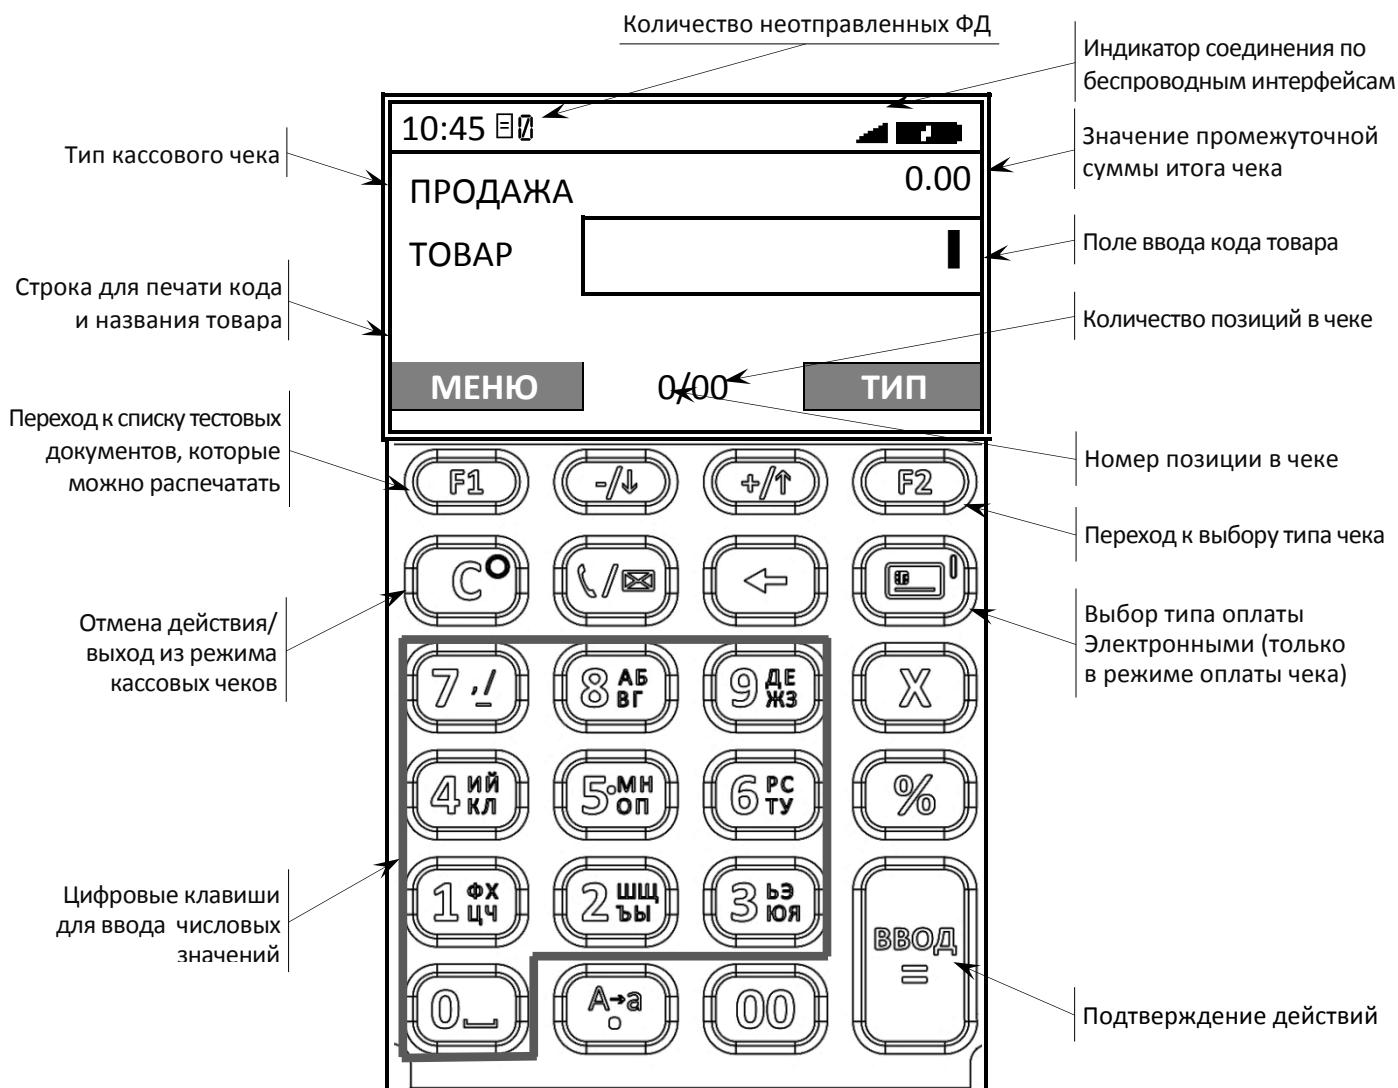 Количество неотправленных ФД
Индикатор соединения по
беспроводным интерфейсам
10:45 0
Тип кассового чека
Значение промежуточной
суммы итога чека
ПРОДАЖА
0.00
ТОВАР
Поле ввода кода товара
Строка для печати кода
и названия товара
Количество позиций в чеке
МЕНЮ
0/00
ТИП
Переход к списку тестовых
документов, которые
можно распечатать
Номер позиции в чеке
F1
-/↓
+/↑
F2
Переход к выбору типа чека
C
/
←
Отмена действия/
выход из режима
кассовых чеков
Выбор типа оплаты
Электронными (только
в режиме оплаты чека)
7 ,/_
8 АБ
ВГ
9 ДЕ
ЖЗ
X
4 ИЙ
КЛ
5 МН
ОП
6 РС
ТУ
%
Цифровые клавиши
для ввода числовых
значений
1 ФХ
ЦЧ
2 ШЩ
ЪЫ
3 ЬЭ
ЮЯ
ВВОД
=
0
A→a
00
Подтверждение действий